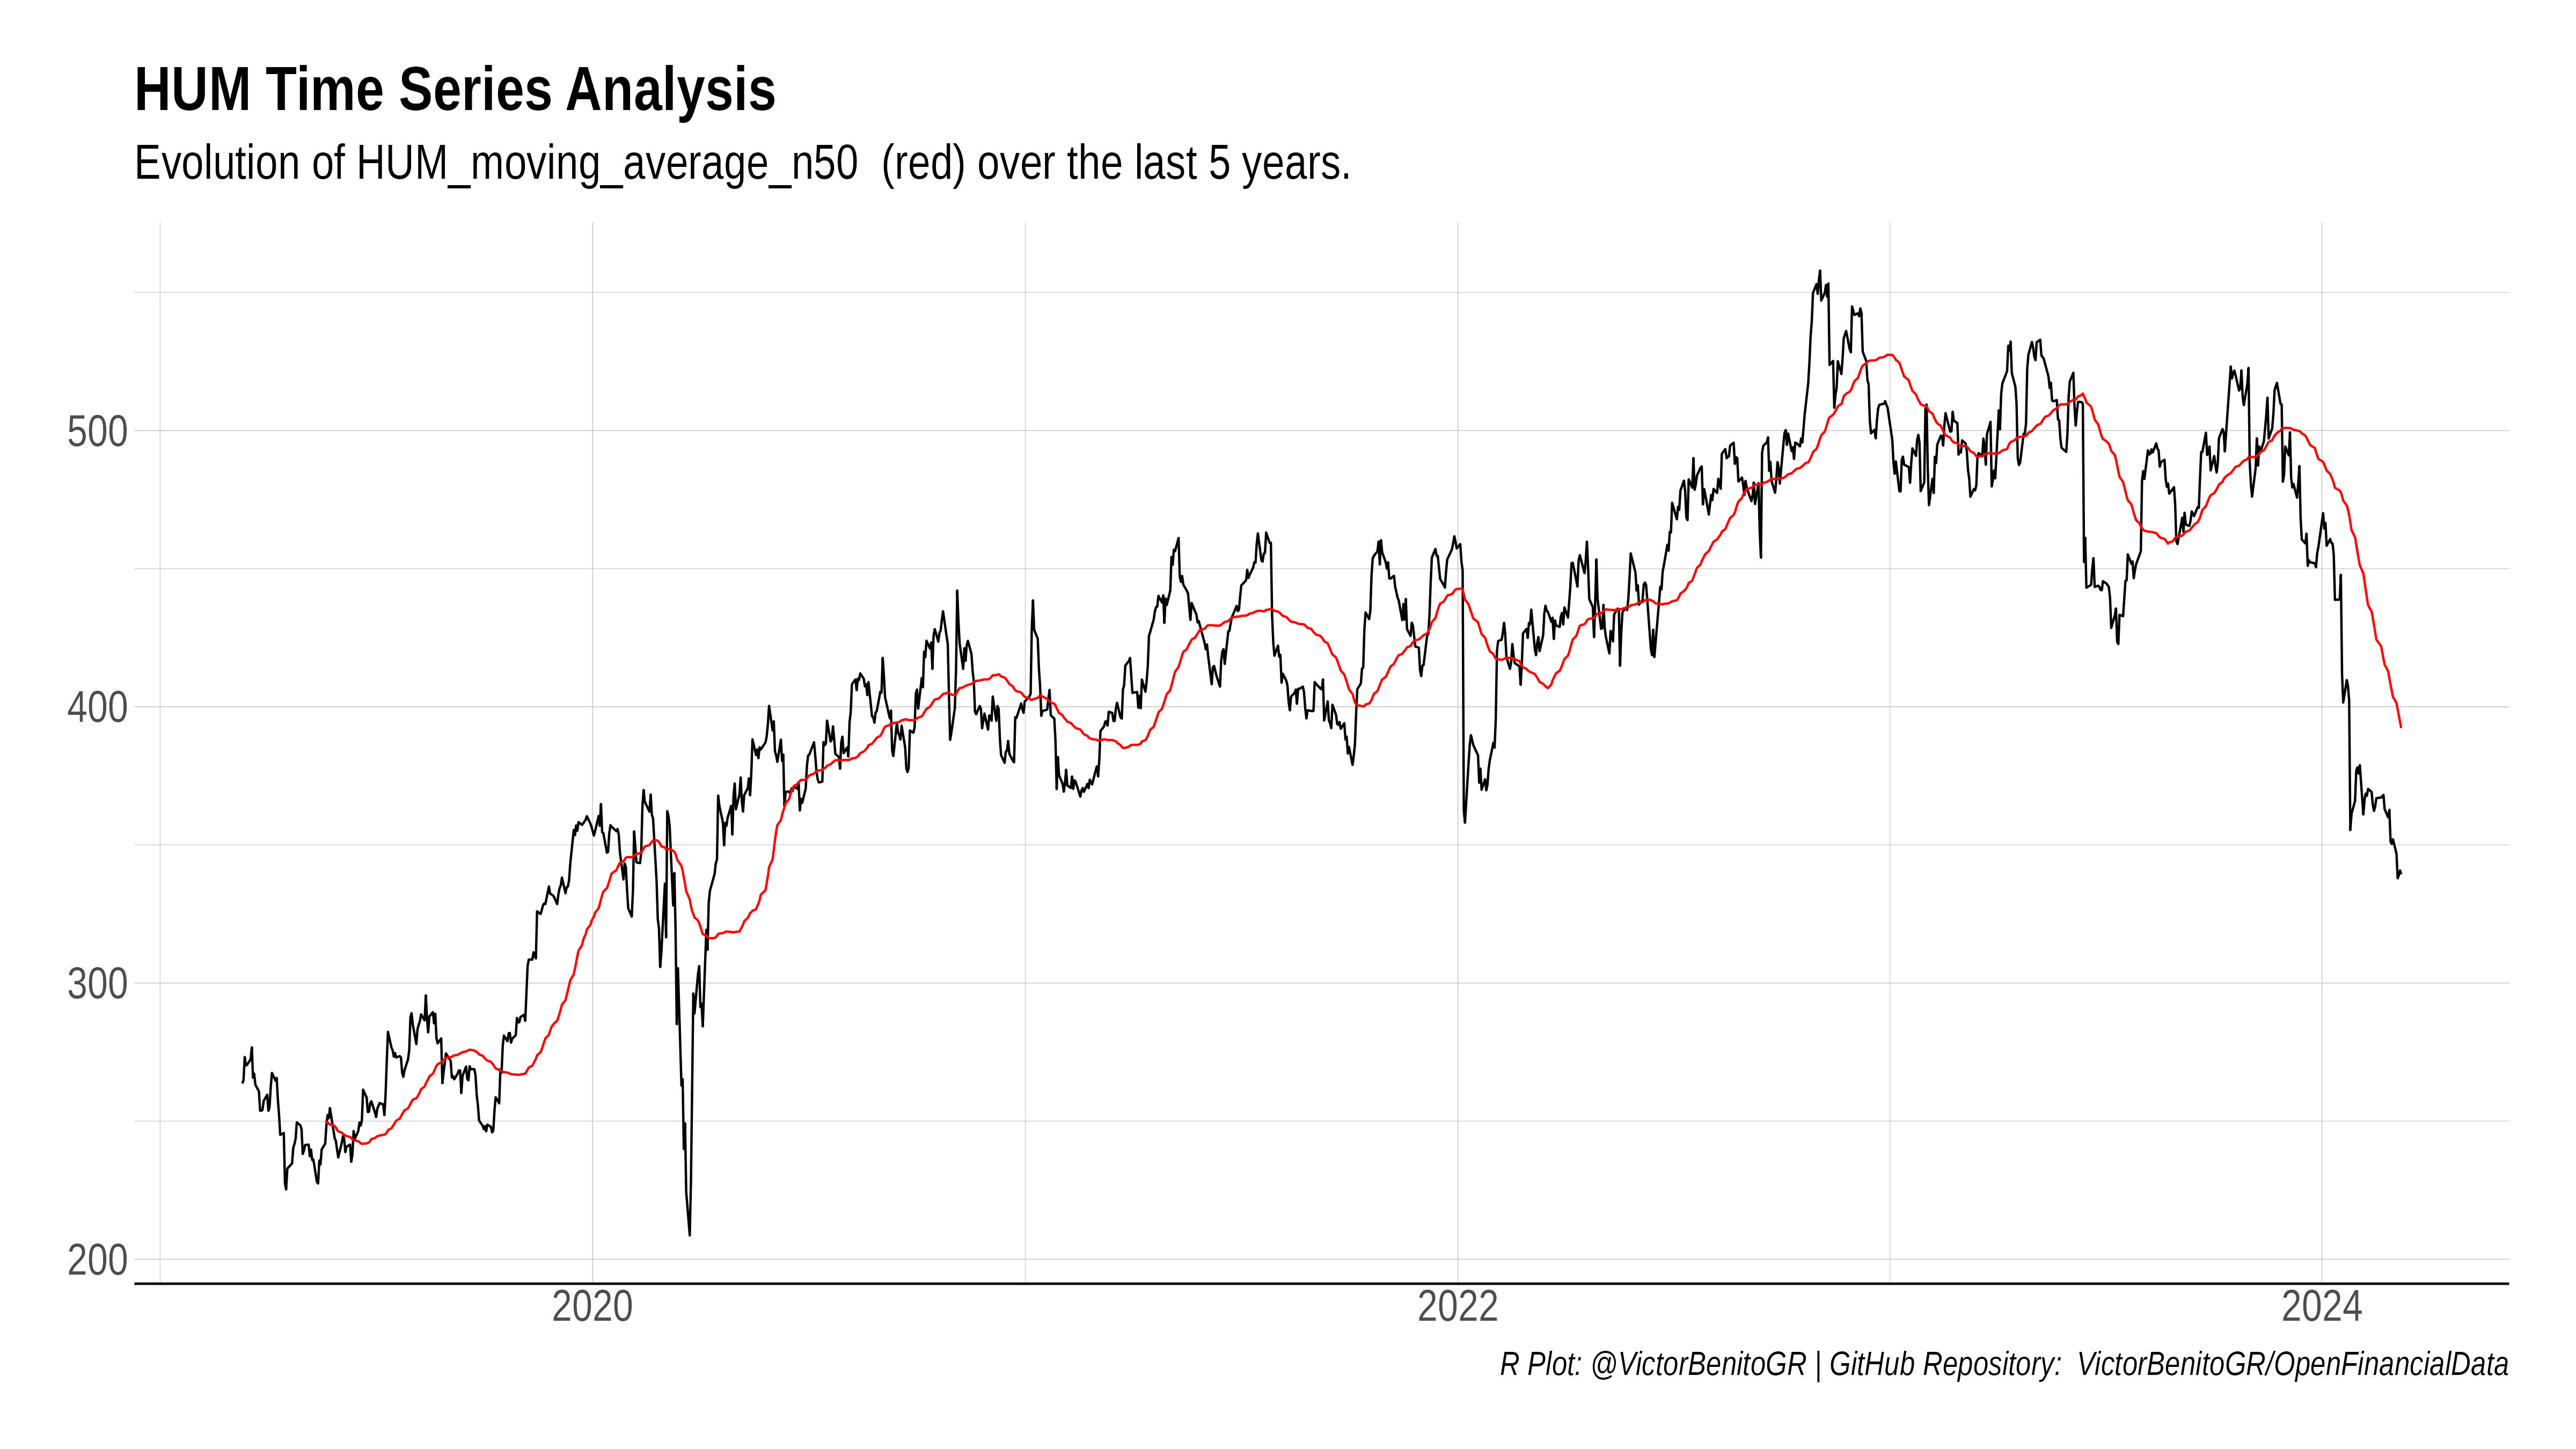 HUM Time Series Analysis
Evolution of HUM_moving_average_n50  (red) over the last 5 years.
500
400
300
200
2020 2022 2024
R Plot: @VictorBenitoGR | GitHub Repository:  VictorBenitoGR/OpenFinancialData